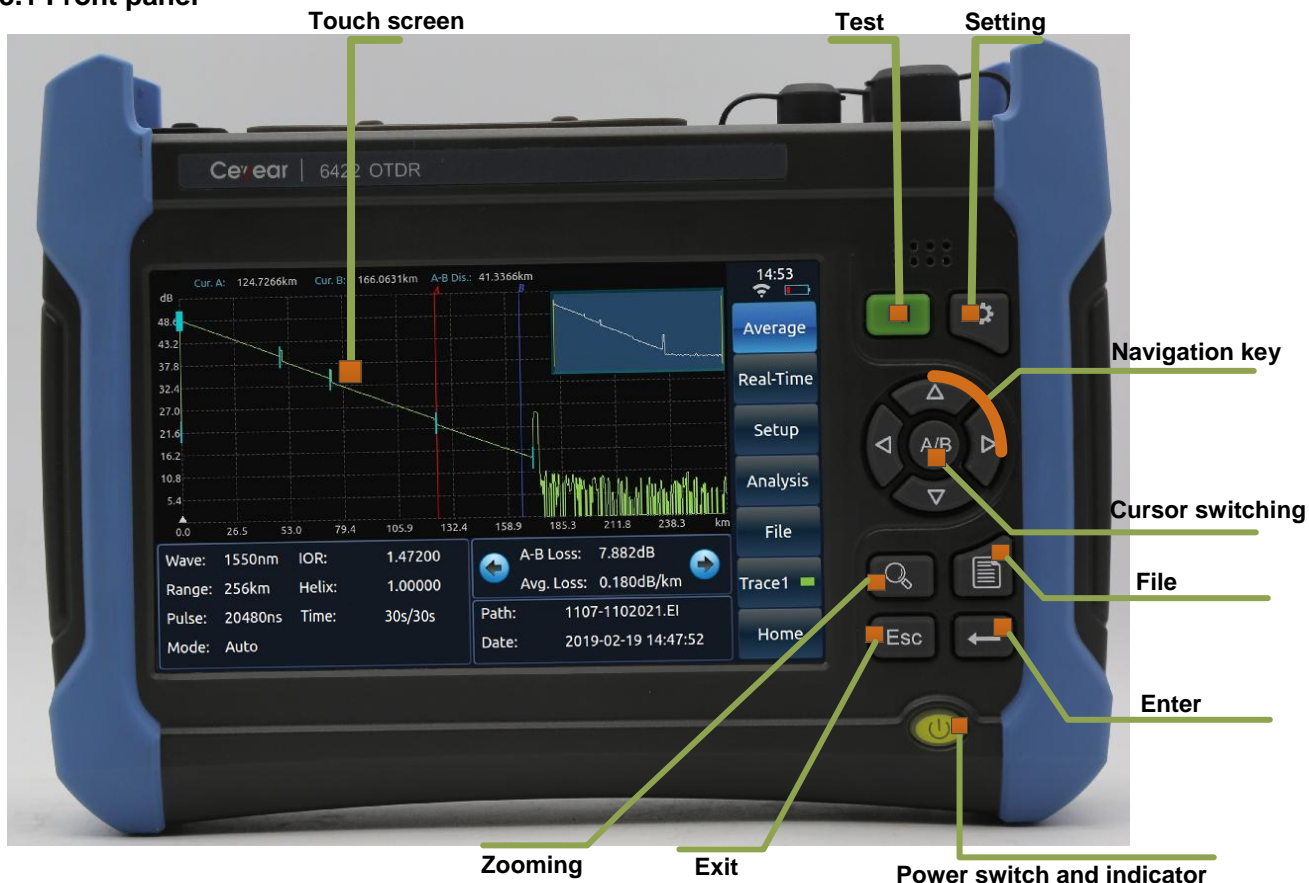 3.1 Front panel
Touch screen
Test
Setting
Ceyear | 6422 OTDR
Cur. A: 124.7266km Cur. B: 166.0631km A-B Dis.: 41.3366km
14:53
dB
A
B
48.6
43.2
37.8
32.4
27.0
21.6
16.2
10.8
5.4
0.0 26.5 53.0 79.4 105.9 132.4 158.9 185.3 211.8 238.3 km
Average
Real-Time
Setup
Analysis
File
Trace1
Home
Wave: 1550nm IOR: 1.47200
Range: 256km Helix: 1.00000
Pulse: 20480ns Time: 30s/30s
Mode: Auto
A-B Loss: 7.882dB
Avg. Loss: 0.180dB/km
Path: 1107-1102021.EI
Date: 2019-02-19 14:47:52
Navigation key
A/B
Cursor switching
File
Esc
Enter
Zooming
Exit
Power switch and indicator